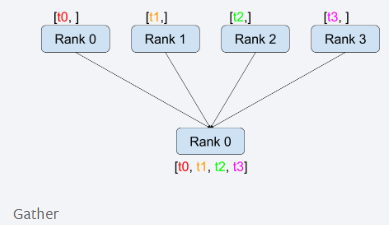 [t0, ] [t1,] [t2,] [t3, ]
Rank 0 Rank 1 Rank 2 Rank 3
Rank 0
[t0, t1, t2, t3]
Gather